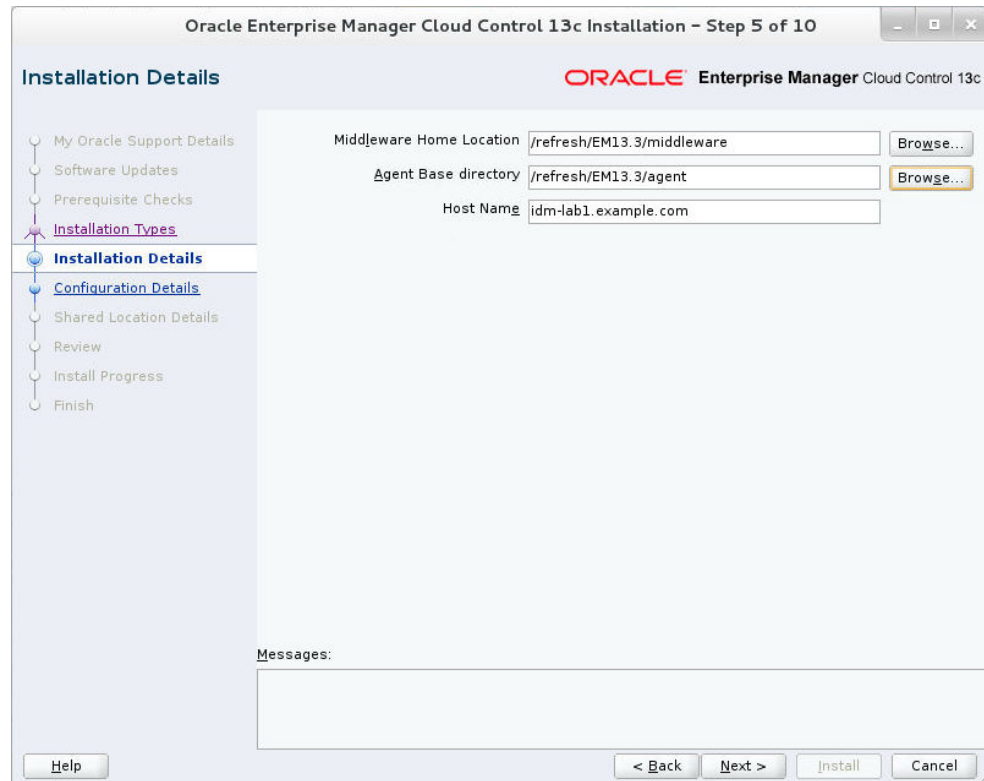 Oracle Enterprise Manager Cloud Control 13c Installation - Step 5 of 10
Installation Details
ORACLE Enterprise Manager Cloud Control 13c
My Oracle Support Details
Software Updates
Prerequisite Checks
Installation Types
Installation Details
Configuration Details
Shared Location Details
Review
Install Progress
Finish
Middleware Home Location /refresh/EM13.3/middleware Browse...
Agent Base directory /refresh/EM13.3/agent Browse...
Host Name idm-lab1.example.com
Messages:
Help < Back Next > Install Cancel